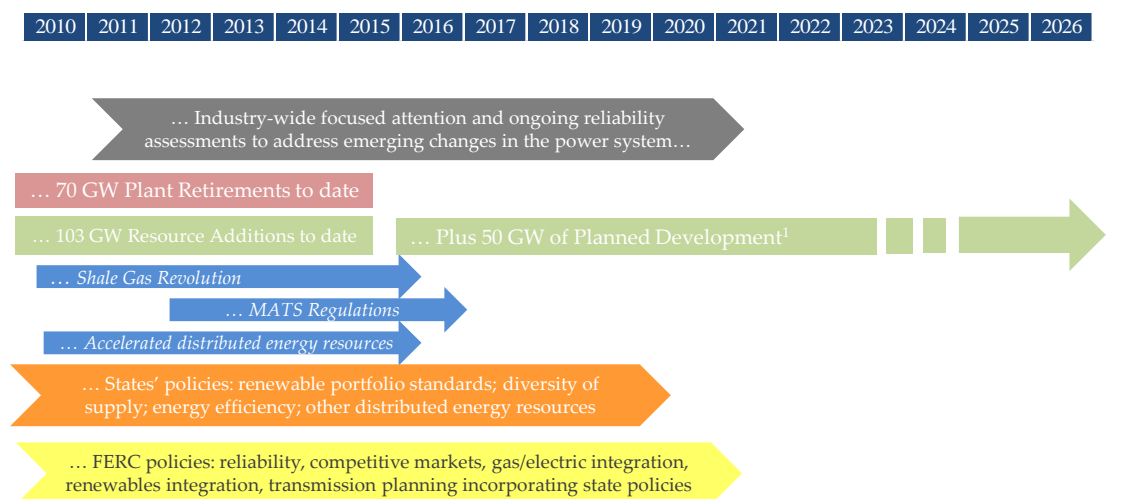 2010 2011 2012 2013 2014 2015 2016 2017 2018 2019 2020 2021 2022 2023 2024 2025 2026
… Industry-wide focused attention and ongoing reliability
assessments to address emerging changes in the power system…
… 70 GW Plant Retirements to date
… 103 GW Resource Additions to date … Plus 50 GW of Planned Development¹
… Shale Gas Revolution
… MATS Regulations
… Accelerated distributed energy resources
… States’ policies: renewable portfolio standards; diversity of
supply; energy efficiency; other distributed energy resources
… FERC policies: reliability, competitive markets, gas/electric integration,
renewables integration, transmission planning incorporating state policies